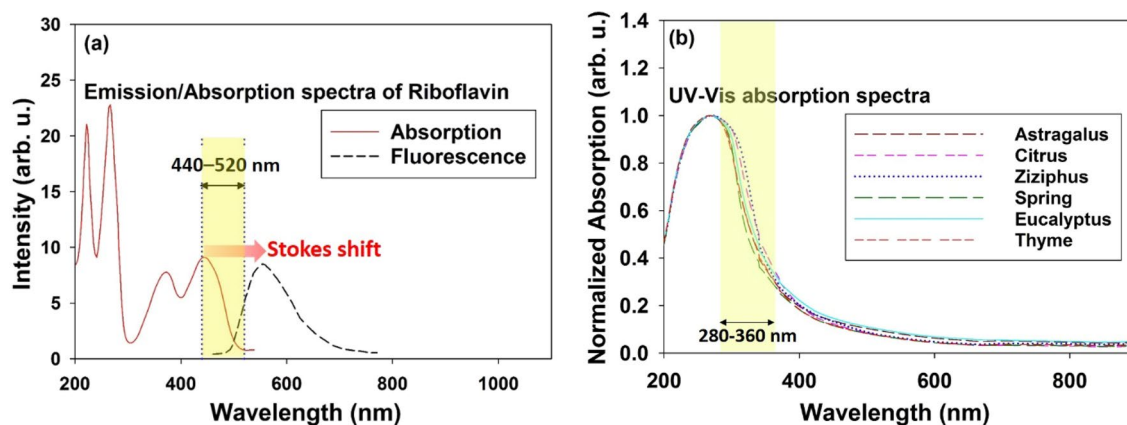 (a)
Emission/Absorption spectra of Riboflavin
Absorption
Fluorescence
440–520 nm
Stokes shift
Intensity (arb. u.)
30
25
20
15
10
5
0
200 400 600 800 1000
Wavelength (nm)
(b)
UV-Vis absorption spectra
Astragalus
Citrus
Ziziphus
Spring
Eucalyptus
Thyme
280-360 nm
Normalized Absorption (arb. u.)
1.4
1.2
1.0
0.8
0.6
0.4
0.2
0.0
200 400 600 800
Wavelength (nm)